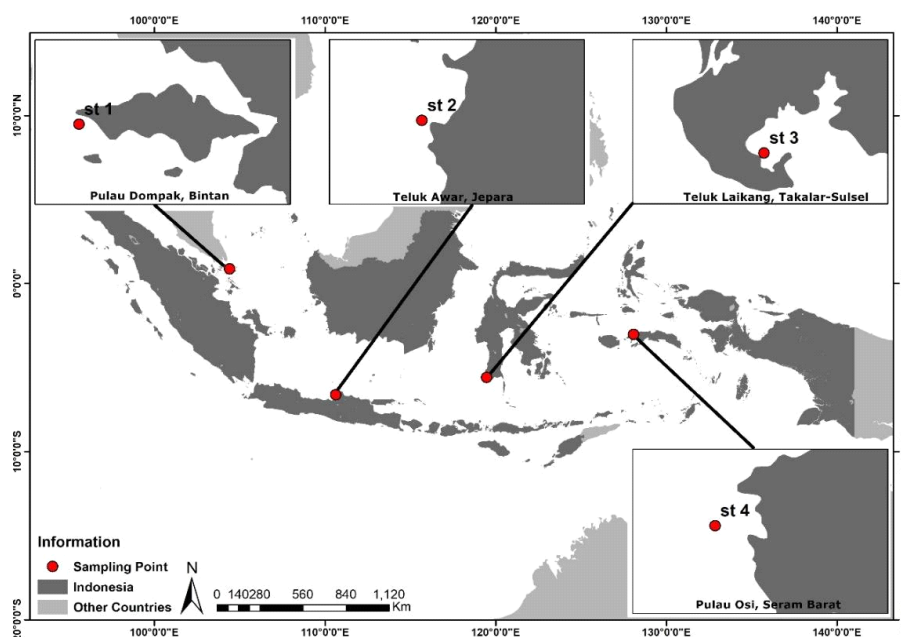 100°0'0"E 110°0'0"E 120°0'0"E 130°0'0"E 140°0'0"E
st 1
Pulau Dompak, Bintan
st 2
Teluk Awar, Jepara
st 3
Teluk Laikang, Takalar-Sulsel
10°0'0"N
0°0'0"
10°0'0"S
20°0'0"S
st 4
Pulau Osi, Seram Barat
Information
Sampling Point
Indonesia
Other Countries
N
0 140280 560 840 1,120
Km
100°0'0"E 110°0'0"E 120°0'0"E 130°0'0"E 140°0'0"E